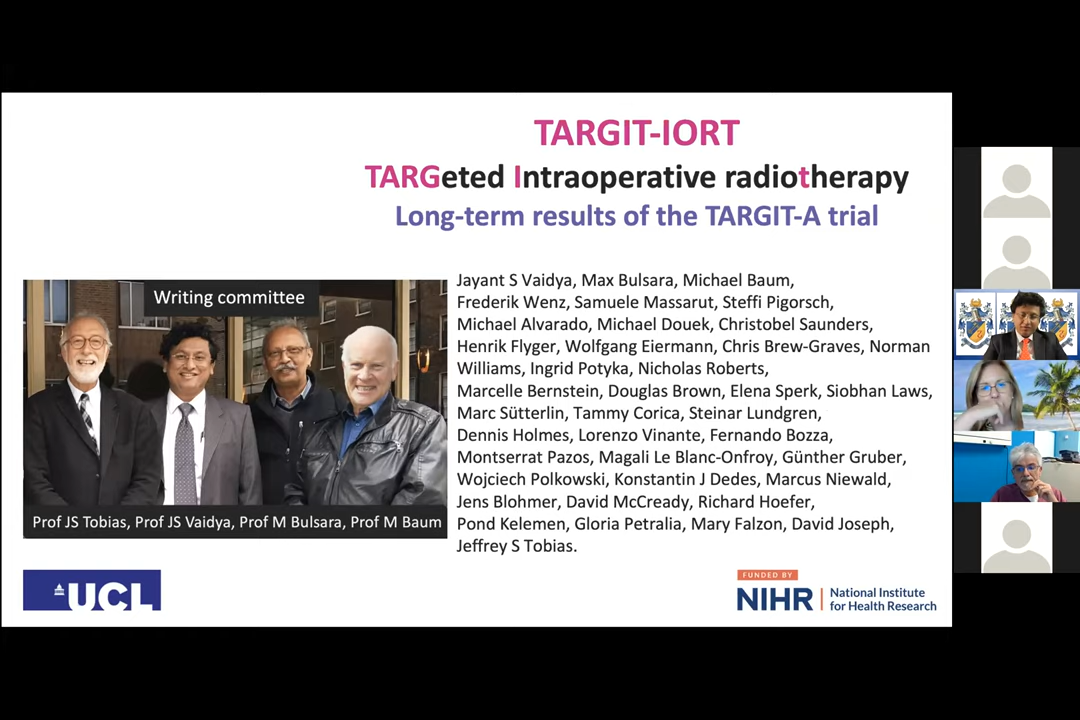 TARGIT-IORT
TARGeted Intraoperative radiotherapy
Long-term results of the TARGIT-A trial
Writing committee
Prof JS Tobias, Prof JS Vaidya, Prof M Bulsara, Prof M Baum
Jayant S Vaidya, Max Bulsara, Michael Baum,
Frederik Wenz, Samuele Massarut, Steffi Pigorsch,
Michael Alvarado, Michael Douek, Christobel Saunders,
Henrik Flyger, Wolfgang Eiermann, Chris Brew-Graves, Norman
Williams, Ingrid Potyka, Nicholas Roberts,
Marcelle Bernstein, Douglas Brown, Elena Sperk, Siobhan Laws,
Marc Sütterlin, Tammy Corica, Steinar Lundgren,
Dennis Holmes, Lorenzo Vinante, Fernando Bozza,
Montserrat Pazos, Magali Le Blanc-Onfroy, Günther Gruber,
Wojciech Polkowski, Konstantin J Dedes, Marcus Niewald,
Jens Blohmer, David McCready, Richard Hoefer,
Pond Kelemen, Gloria Petralia, Mary Falzon, David Joseph,
Jeffrey S Tobias.
UCL
FUNDED BY
NIHR | National Institute
for Health Research